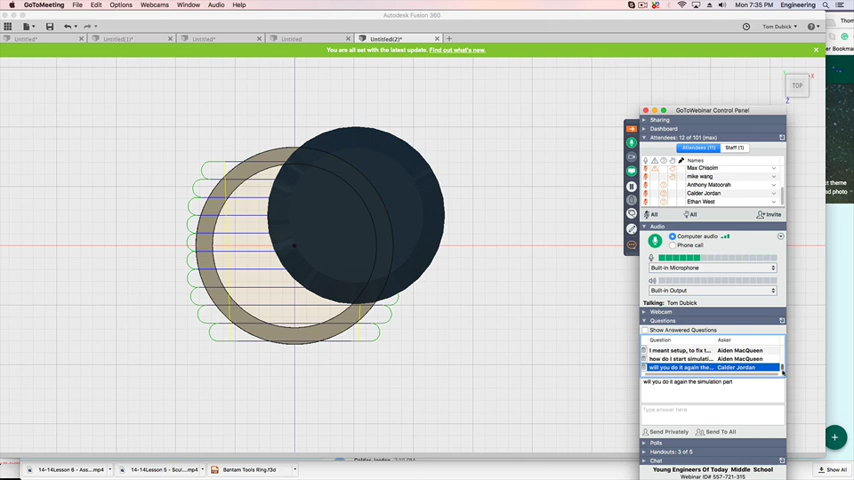 GoToMeeting File Edit Options View Meetings Webcams Window Audio Help Mon 7:35 PM Engineering
Autodesk Fusion 360
Tom Dubick
Untitled* Untitled(1)* Untitled* Untitled Untitled(2)*
You are all set with the latest update. Find out what's new.
TOP
X
Z
GoToWebinar Control Panel
Sharing
Dashboard
Attendees: 12 of 101 (max)
Attendees (11) Staff (1)
Names
Max Chisolm
mike wang
Anthony Matoorah
Calder Jordan
Ethan West
All All Invite
Audio
Computer audio
Phone call
Built-in Microphone
Built-in Output
Talking: Tom Dubick
Webcam
Questions
Show Answered Questions
Question Asker
I meant setup, to fix t... Aiden MacQueen
how do I start simulati... Aiden MacQueen
will you do it again the... Calder Jordan
will you do it again the simulation part
Type answer here
Send Privately Send To All
Polls
Handouts: 3 of 5
Chat
Young Engineers Of Today Middle School
Webinar ID# 557-721-315
Thom
er Bookmar
ct theme
d photo
14-14Lesson 6 - Ass....mp4 14-14Lesson 5 - Scul....mp4 Bantam Tools Ring.f3d Show All